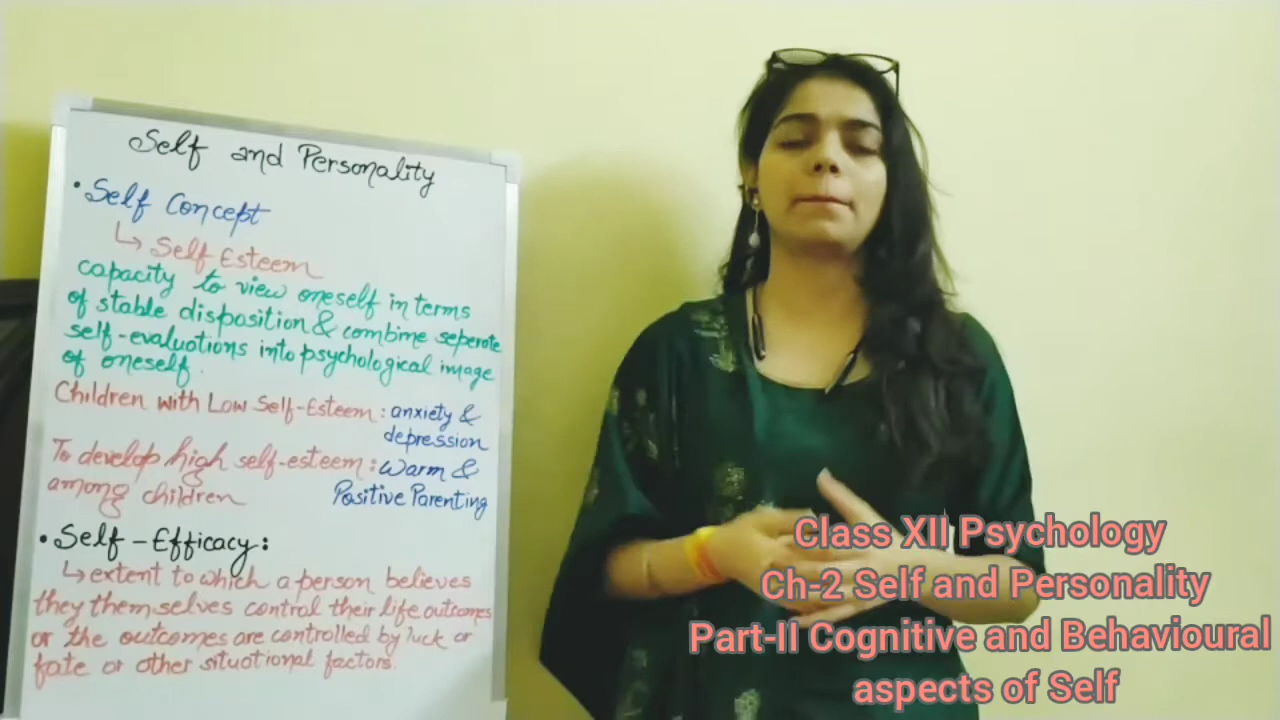 Self and Personality
• Self Concept
↳ Self Esteem
capacity to view oneself in terms
of stable disposition & combine seperate
self-evaluations into psychological image
of oneself.
Children with Low Self-Esteem: anxiety &
depression
To develop high self-esteem: Warm &
among children Positive Parenting
• Self-Efficacy:
↳ extent to which a person believes
they themselves control their life outcomes
or the outcomes are controlled by luck or
fate or other situational factors.
Class XII Psychology
Ch-2 Self and Personality
Part-II Cognitive and Behavioural
aspects of Self